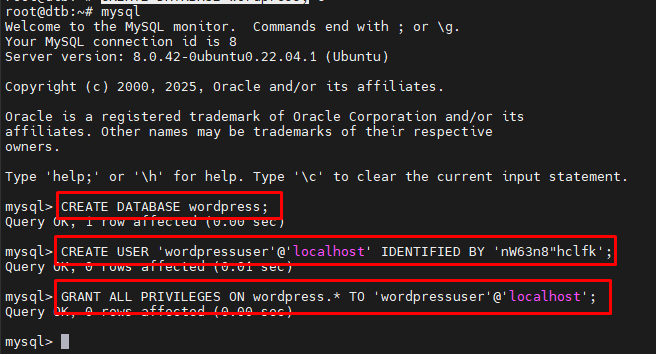 root@dtb:~# mysql
Welcome to the MySQL monitor.  Commands end with ; or \g.
Your MySQL connection id is 8
Server version: 8.0.42-0ubuntu0.22.04.1 (Ubuntu)
Copyright (c) 2000, 2025, Oracle and/or its affiliates.
Oracle is a registered trademark of Oracle Corporation and/or its
affiliates. Other names may be trademarks of their respective
owners.
Type 'help;' or '\h' for help. Type '\c' to clear the current input statement.
mysql> CREATE DATABASE wordpress;
Query OK, 1 row affected (0.00 sec)
mysql> CREATE USER 'wordpressuser'@'localhost' IDENTIFIED BY 'nW63n8"hclfk';
Query OK, 0 rows affected (0.01 sec)
mysql> GRANT ALL PRIVILEGES ON wordpress.* TO 'wordpressuser'@'localhost';
Query OK, 0 rows affected (0.00 sec)
mysql>